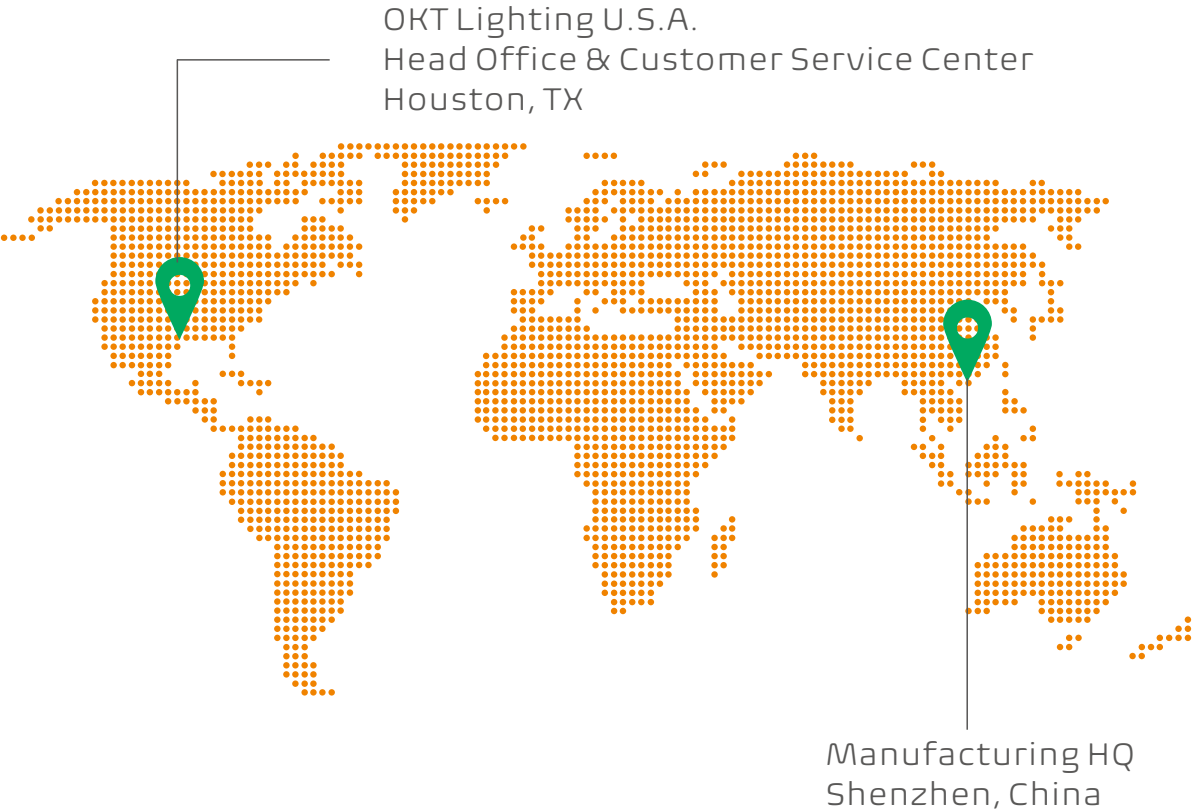 OKT Lighting U.S.A.
Head Office & Customer Service Center
Houston, TX
Manufacturing HQ
Shenzhen, China